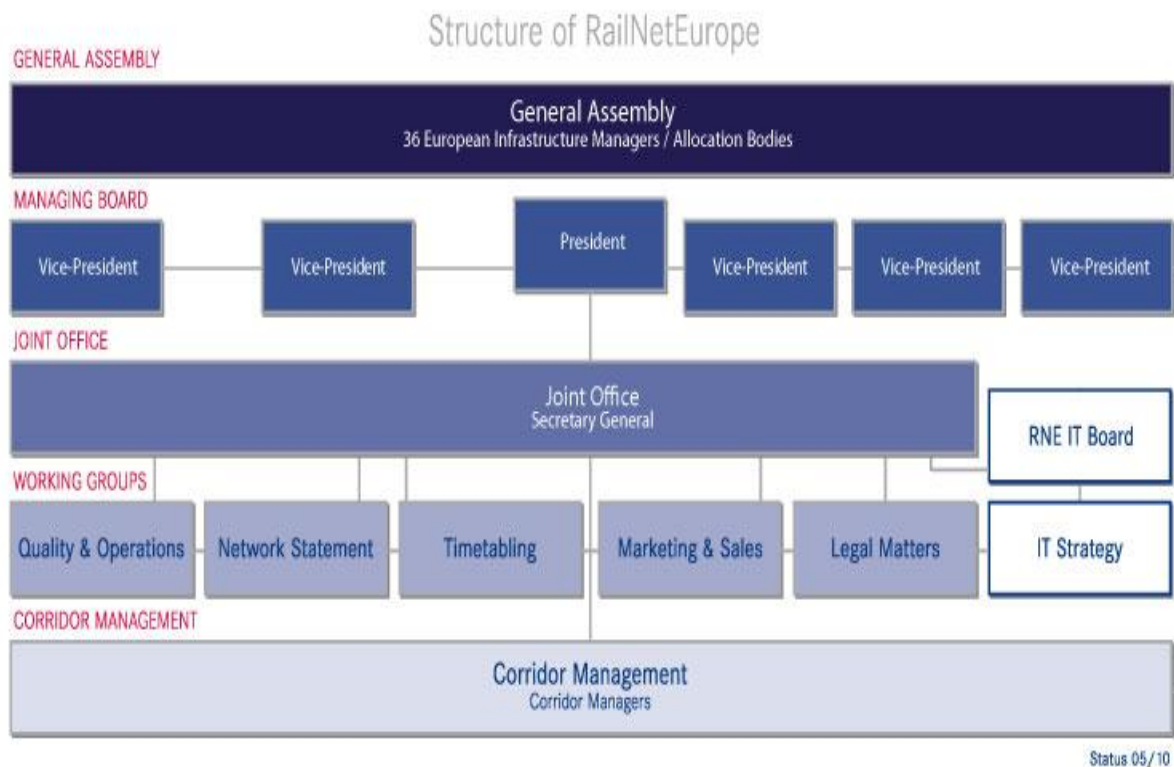 Structure of RailNetEurope
GENERAL ASSEMBLY
General Assembly
36 European Infrastructure Managers / Allocation Bodies
MANAGING BOARD
Vice-President
Vice-President
President
Vice-President
Vice-President
Vice-President
JOINT OFFICE
Joint Office
Secretary General
RNE IT Board
WORKING GROUPS
Quality & Operations
Network Statement
Timetabling
Marketing & Sales
Legal Matters
IT Strategy
CORRIDOR MANAGEMENT
Corridor Management
Corridor Managers
Status 05/10